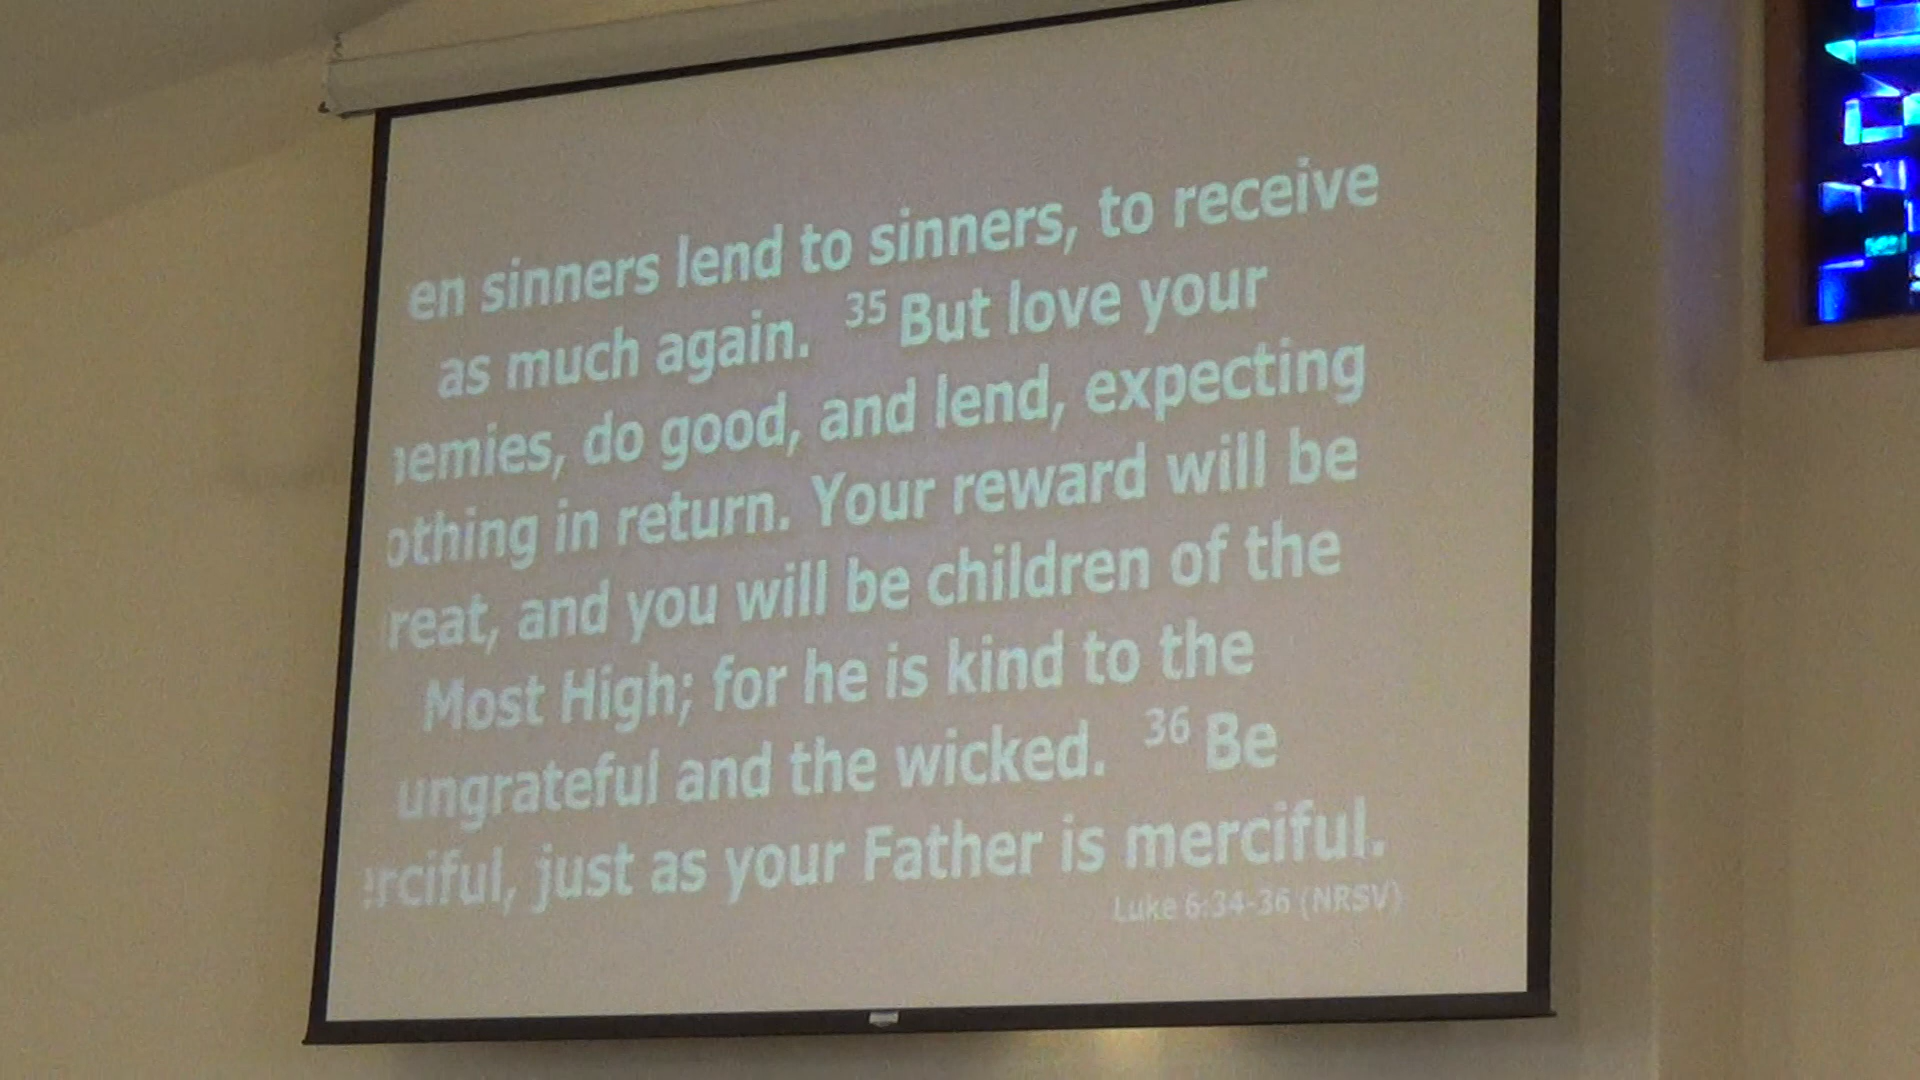 en sinners lend to sinners, to receive
as much again. 35 But love your
nemies, do good, and lend, expecting
othing in return. Your reward will be
reat, and you will be children of the
Most High; for he is kind to the
ungrateful and the wicked. 36 Be
erciful, just as your Father is merciful.
Luke 6:34-36 (NRSV)